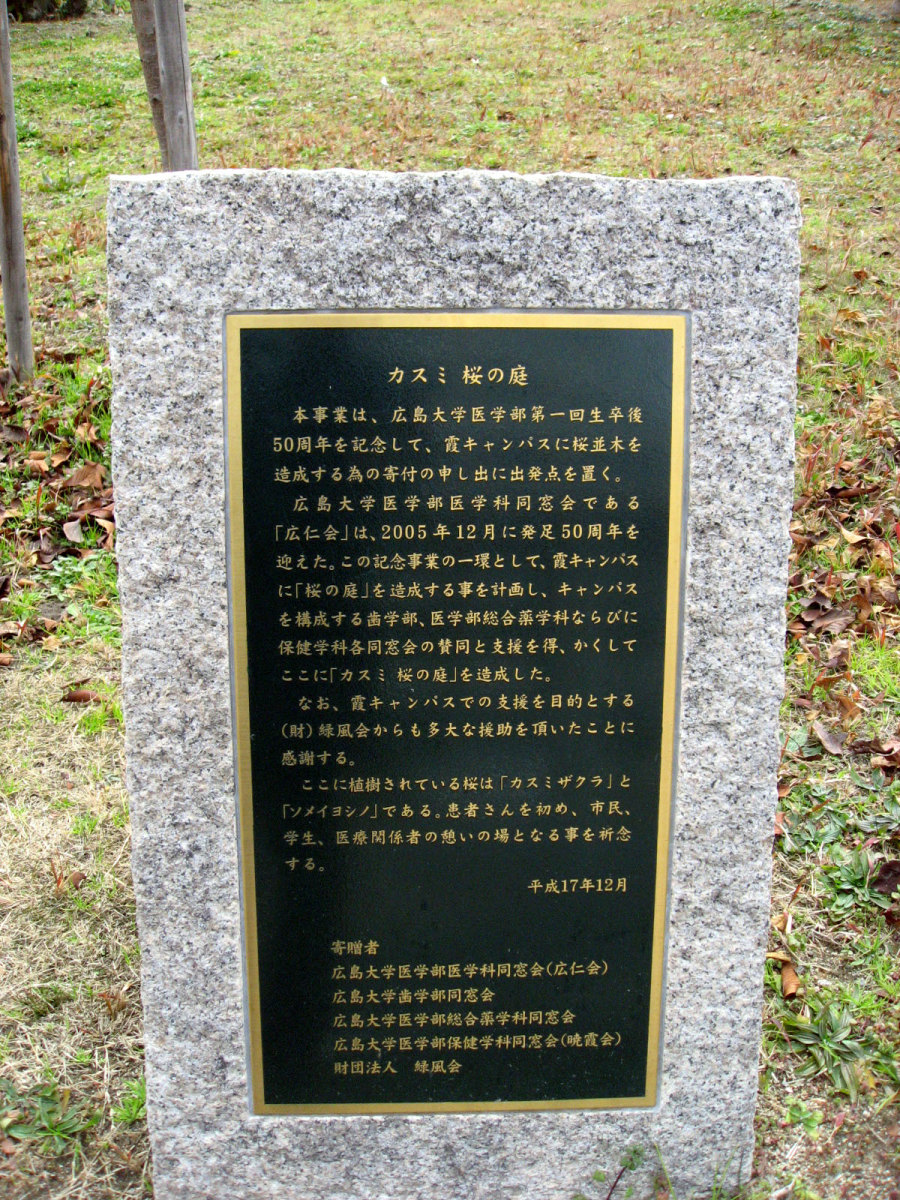 カスミ 桜の庭
本事業は、広島大学医学部第一回生卒後
50周年を記念して、霞キャンパスに桜並木を
造成する為の寄付の申し出に出発点を置く。
広島大学医学部医学科同窓会である
「広仁会」は、2005年12月に発足50周年を
迎えた。この記念事業の一環として、霞キャンパス
に「桜の庭」を造成する事を計画し、キャンパス
を構成する歯学部、医学部総合薬学科ならびに
保健学科各同窓会の賛同と支援を得、かくして
ここに「カスミ 桜の庭」を造成した。
なお、霞キャンパスでの支援を目的とする
(財)緑風会からも多大な援助を頂いたことに
感謝する。
ここに植樹されている桜は「カスミザクラ」と
「ソメイヨシノ」である。患者さんを初め、市民、
学生、医療関係者の憩いの場となる事を祈念
する。
平成17年12月
寄贈者
広島大学医学部医学科同窓会(広仁会)
広島大学歯学部同窓会
広島大学医学部総合薬学科同窓会
広島大学医学部保健学科同窓会(暁霞会)
財団法人 緑風会